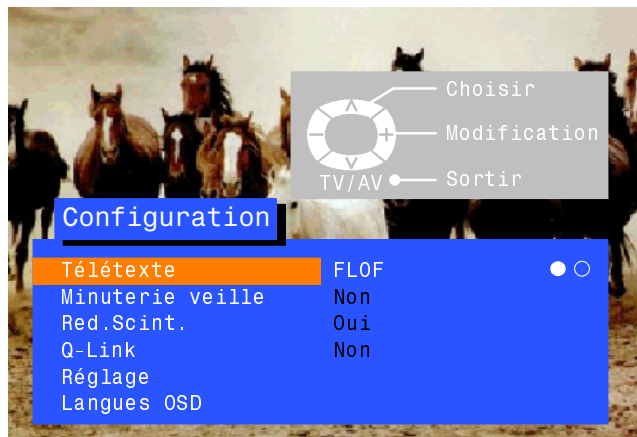 Choisir
Modification
TV/AV Sortir
Configuration
Télétexte FLOF
Minuterie veille Non
Red.Scint. Oui
Q-Link Non
Réglage
Langues OSD